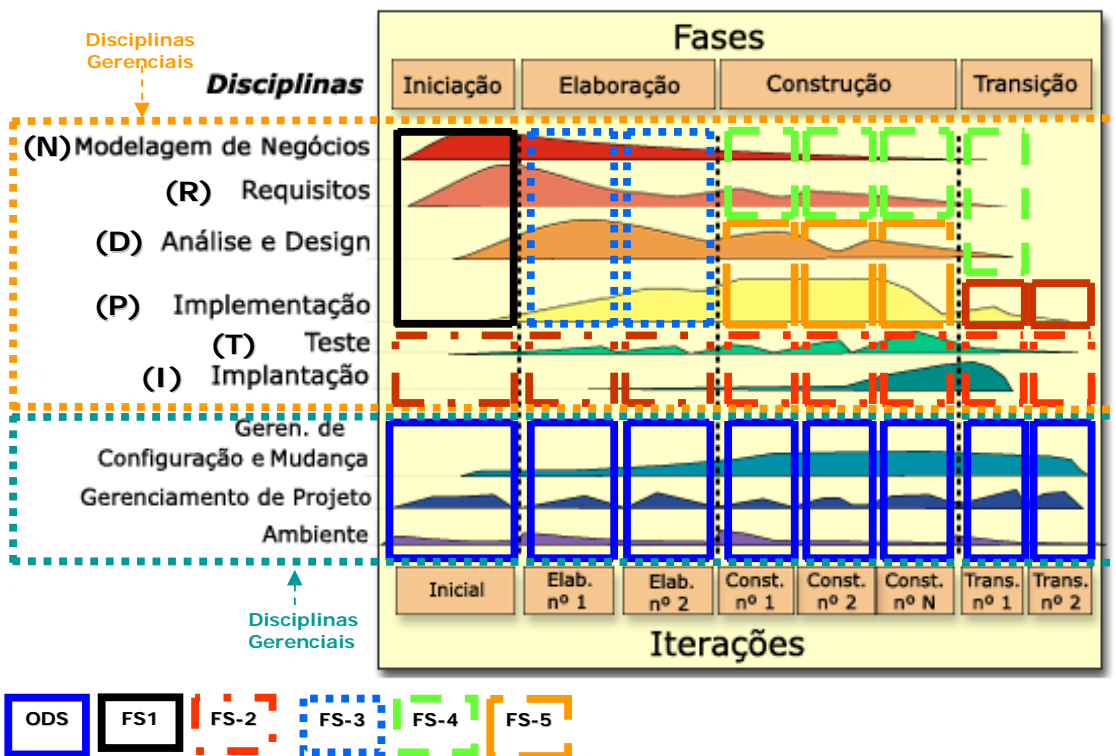 Disciplinas
Gerenciais
Fases
Disciplinas
Iniciação
Elaboração
Construção
Transição
(N) Modelagem de Negócios
(R) Requisitos
(D) Análise e Design
(P) Implementação
(T) Teste
(I) Implantação
Geren. de
Configuração e Mudança
Gerenciamento de Projeto
Ambiente
Inicial
Elab.
nº 1
Elab.
nº 2
Const.
nº 1
Const.
nº 2
Const.
nº N
Trans.
nº 1
Trans.
nº 2
Disciplinas
Gerenciais
Iterações
ODS
FS1
FS-2
FS-3
FS-4
FS-5